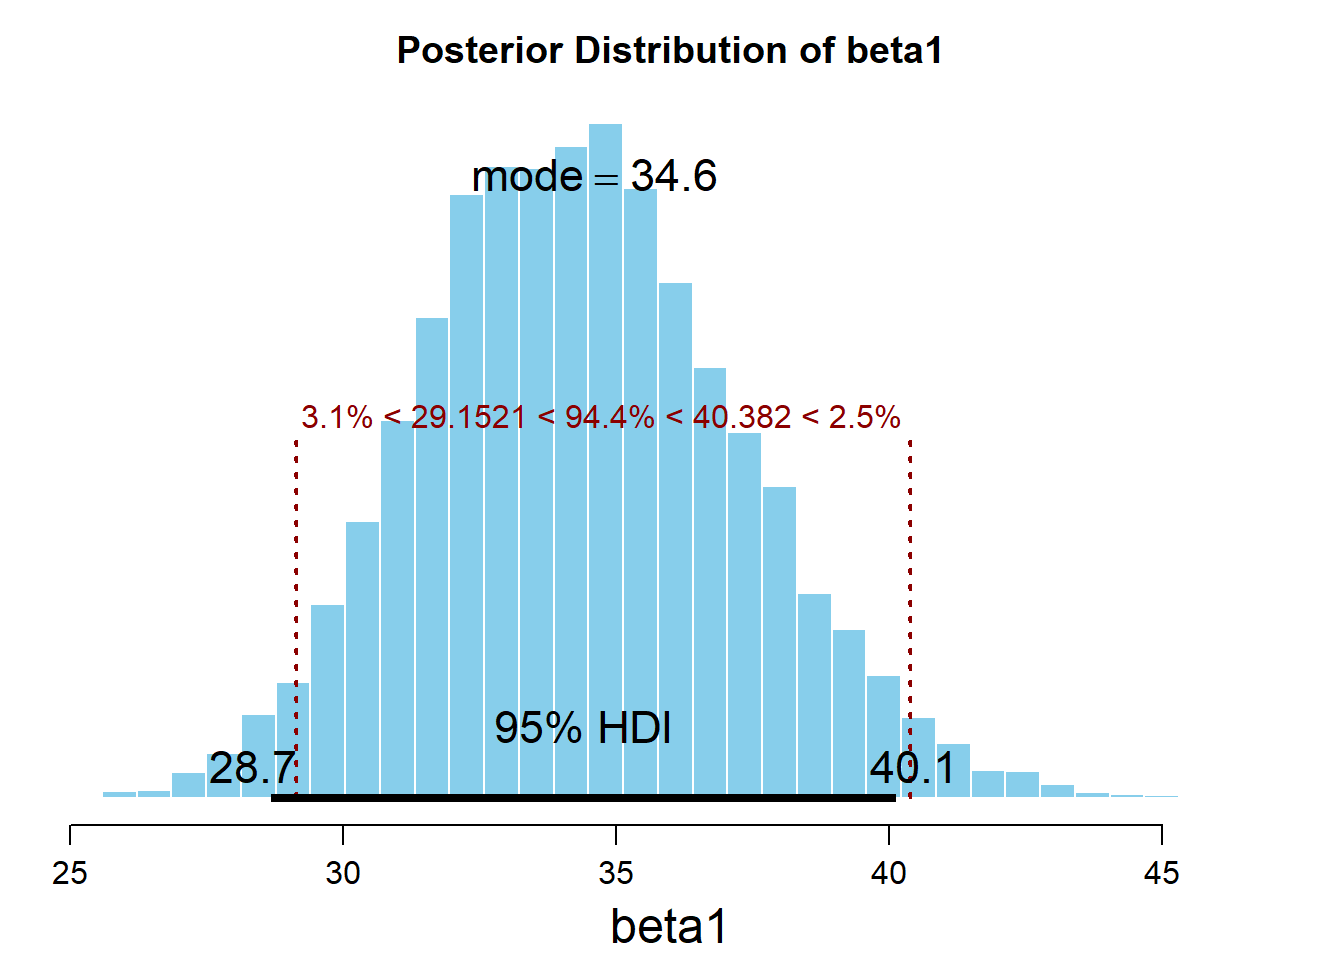 Posterior Distribution of beta1
mode = 34.6
3.1% < 29.1521 < 94.4% < 40.382 < 2.5%
95% HDI
28.7 40.1
25 30 35 40 45
beta1